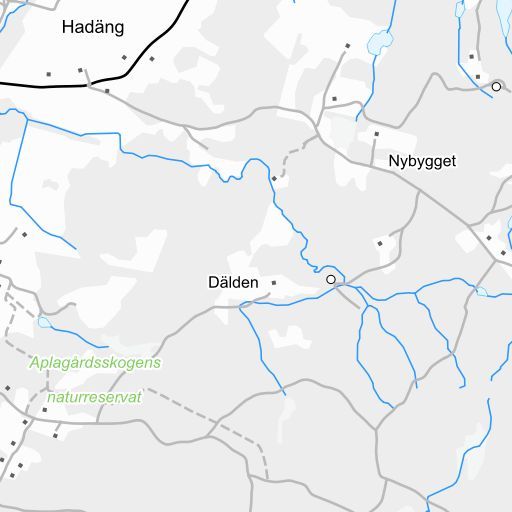 Hadäng
Nybygget
Dälden
Aplagårdsskogens
naturreservat